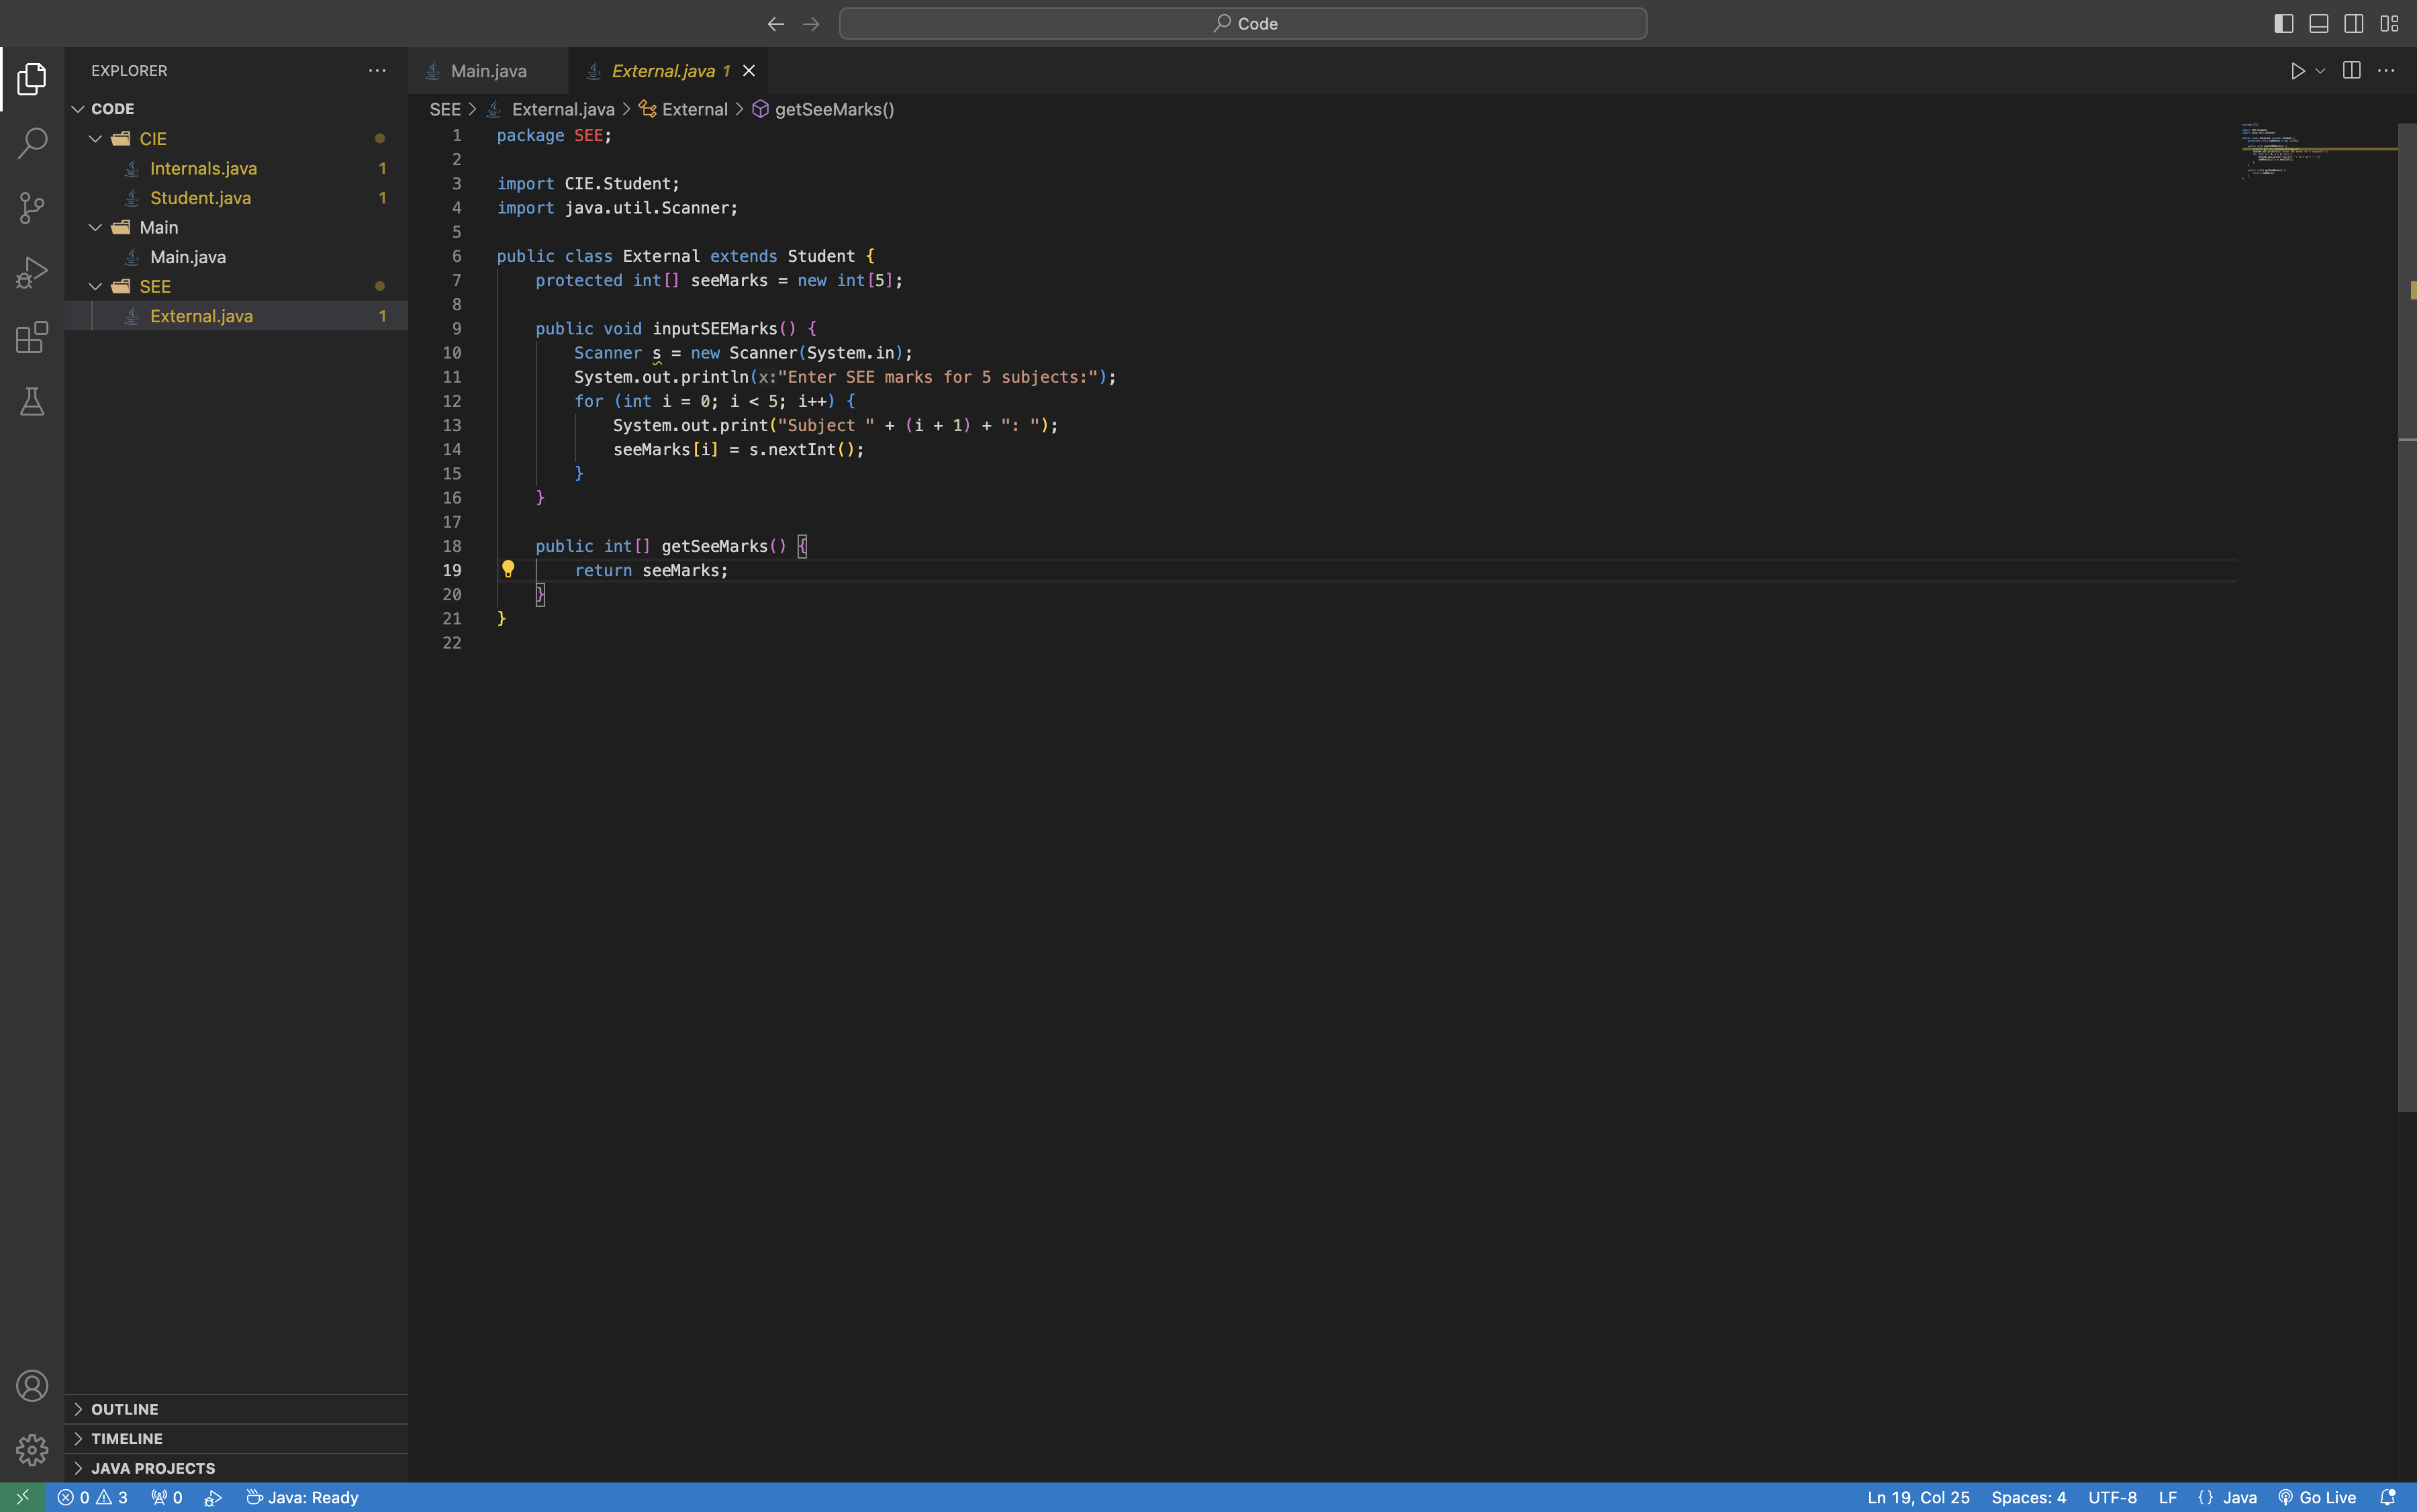 Code
EXPLORER
CODE
CIE
Internals.java 1
Student.java 1
Main
Main.java
SEE
External.java 1
OUTLINE
TIMELINE
JAVA PROJECTS
Main.java
External.java 1
SEE > External.java > External > getSeeMarks()
1 package SEE;
2
3 import CIE.Student;
4 import java.util.Scanner;
5
6 public class External extends Student {
7 protected int[] seeMarks = new int[5];
8
9 public void inputSEEMarks() {
10 Scanner s = new Scanner(System.in);
11 System.out.println(x:"Enter SEE marks for 5 subjects:");
12 for (int i = 0; i < 5; i++) {
13 System.out.print("Subject " + (i + 1) + ": ");
14 seeMarks[i] = s.nextInt();
15 }
16 }
17
18 public int[] getSeeMarks() {
19 return seeMarks;
20 }
21 }
22
0 3 0 Java: Ready Ln 19, Col 25 Spaces: 4 UTF-8 LF {} Java Go Live